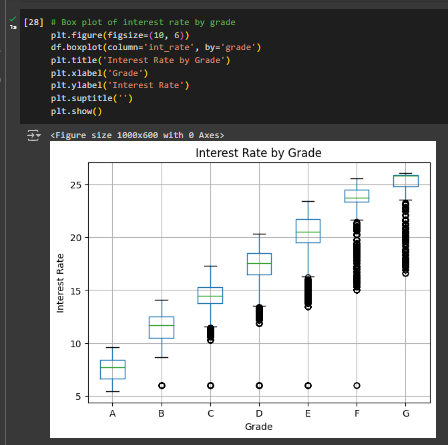 [28] # Box plot of interest rate by grade
plt.figure(figsize=(10, 6))
df.boxplot(column='int_rate', by='grade')
plt.title('Interest Rate by Grade')
plt.xlabel('Grade')
plt.ylabel('Interest Rate')
plt.suptitle('')
plt.show()
<Figure size 1000x600 with 0 Axes>
Interest Rate by Grade
25
20
15
10
5
Interest Rate
A B C D E F G
Grade